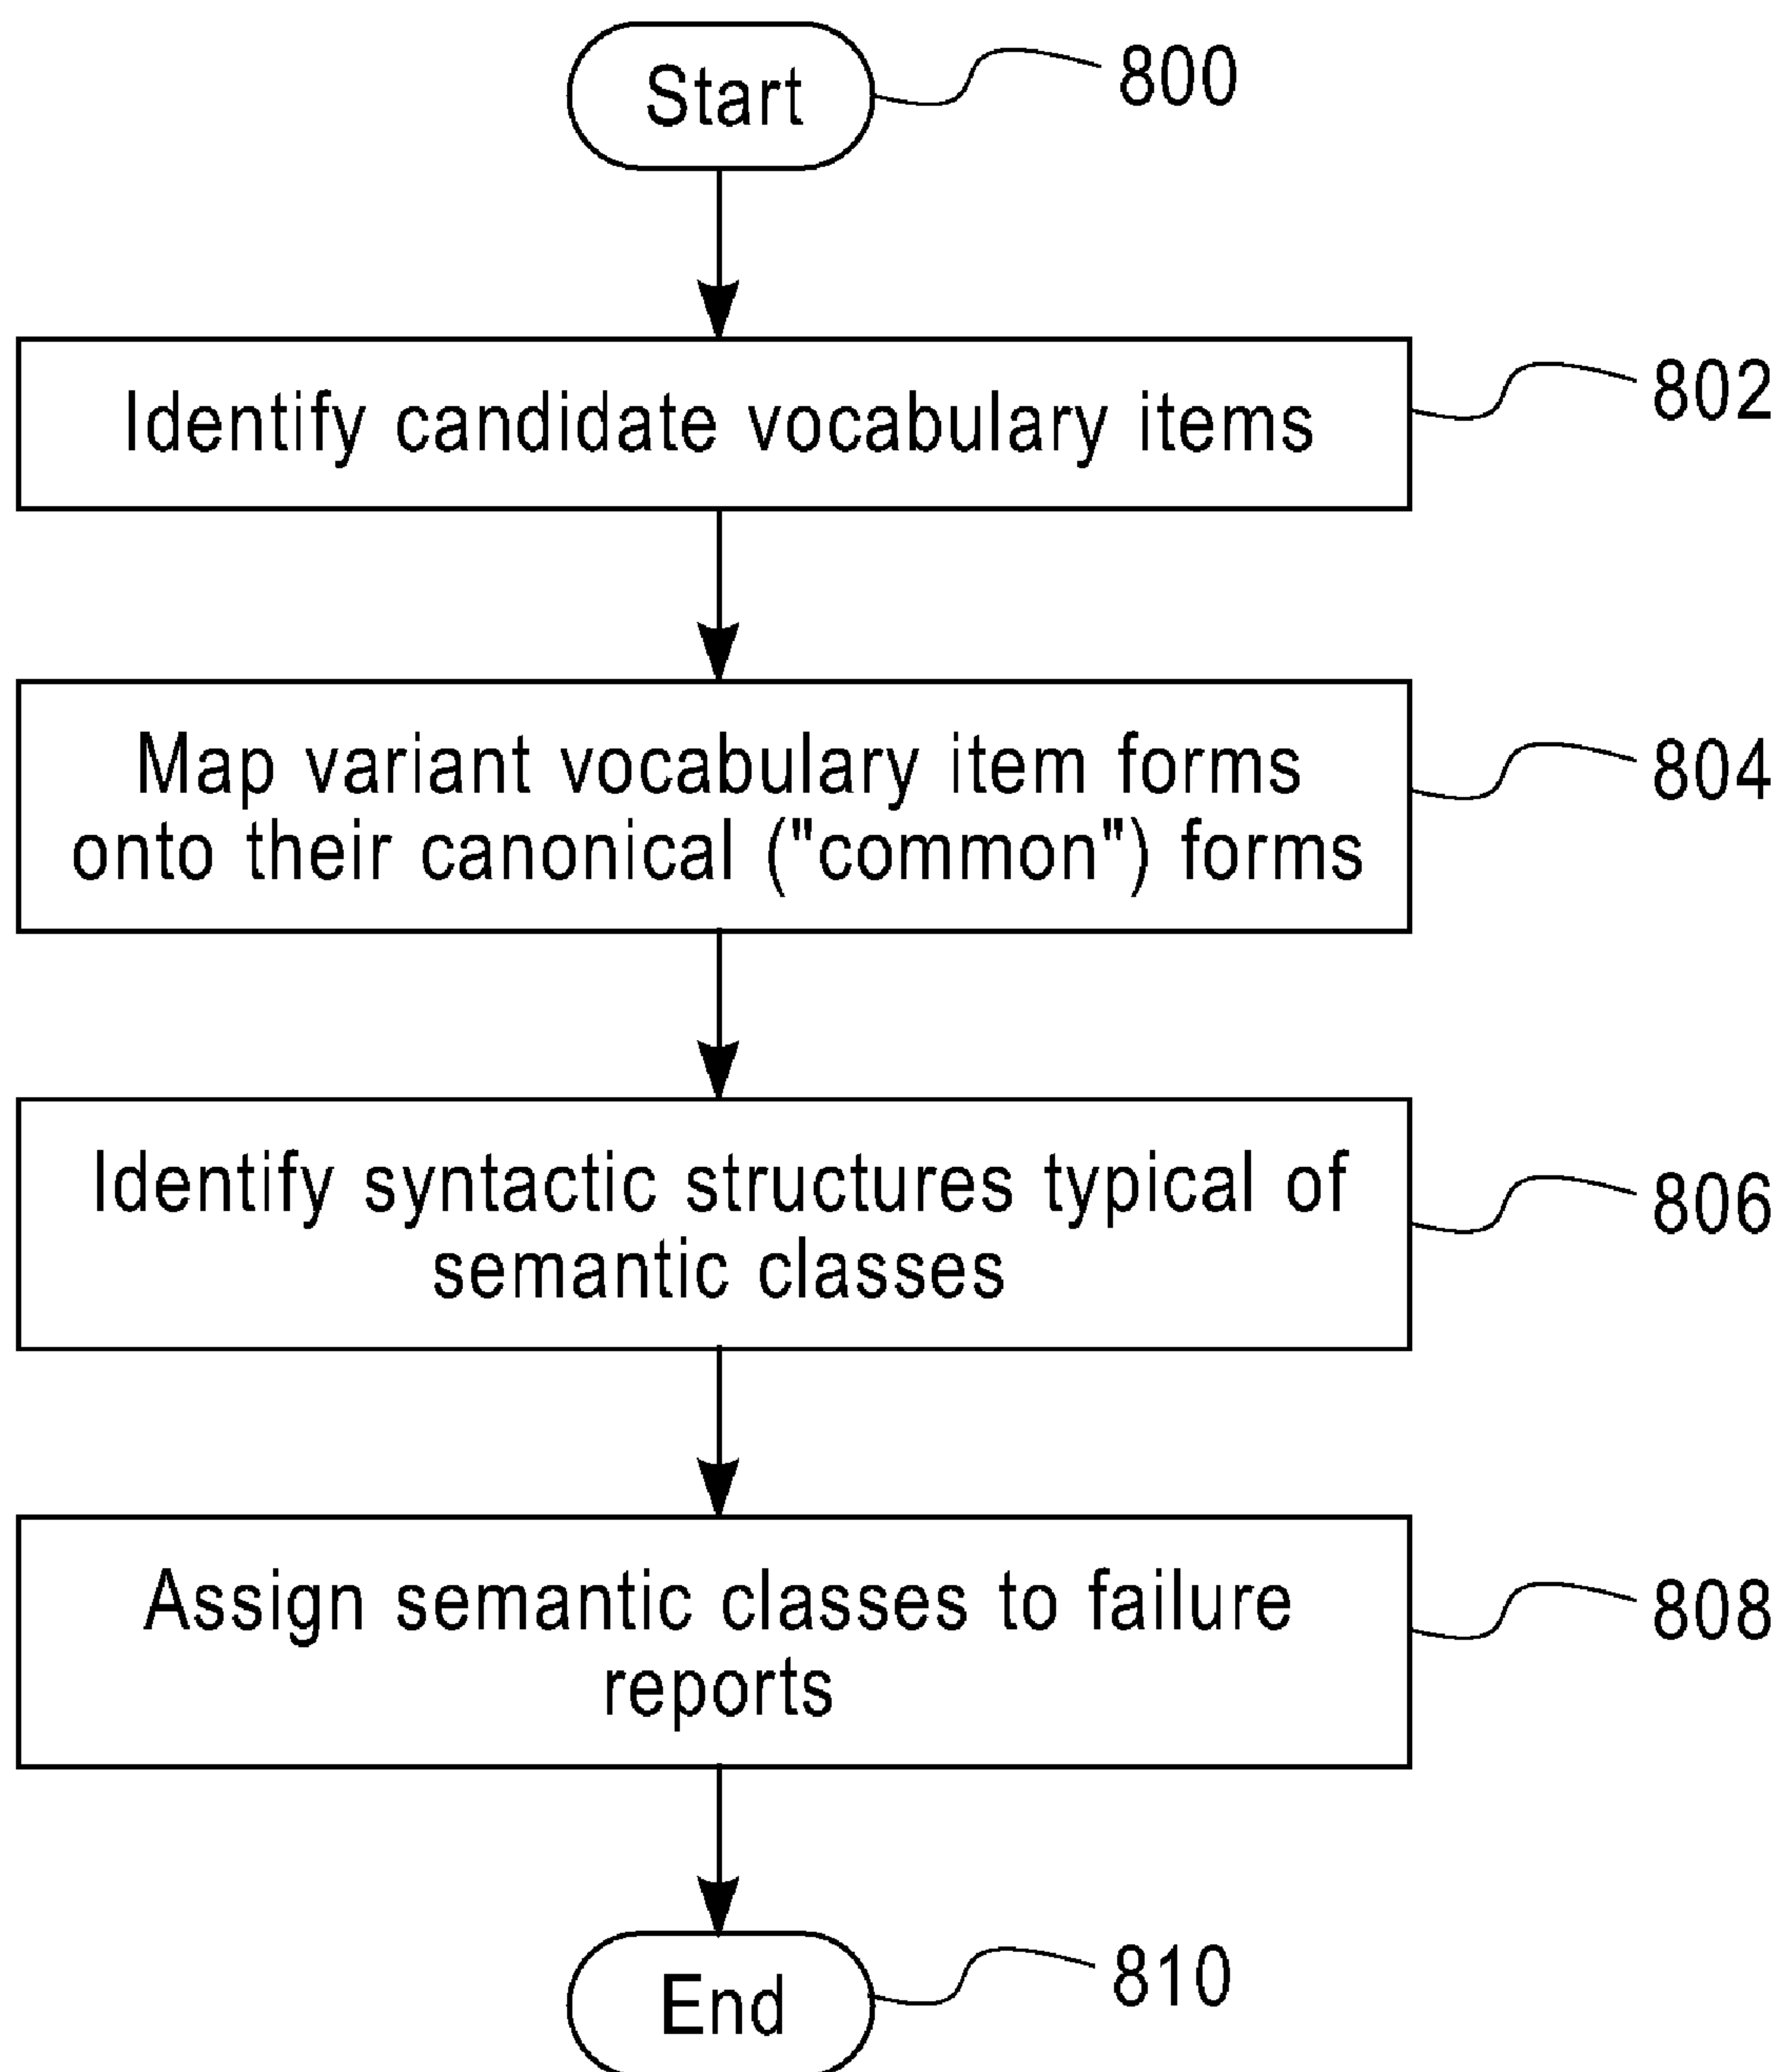 Start
800
Identify candidate vocabulary items
802
Map variant vocabulary item forms
onto their canonical ("common") forms
804
Identify syntactic structures typical of
semantic classes
806
Assign semantic classes to failure
reports
808
End
810